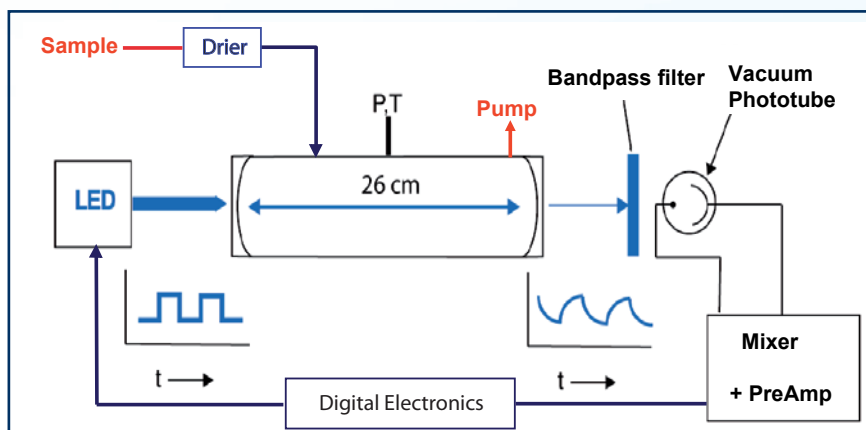 Sample
Drier
Bandpass filter
Vacuum
Phototube
P,T
Pump
26 cm
LED
t
t
Mixer
+ PreAmp
Digital Electronics